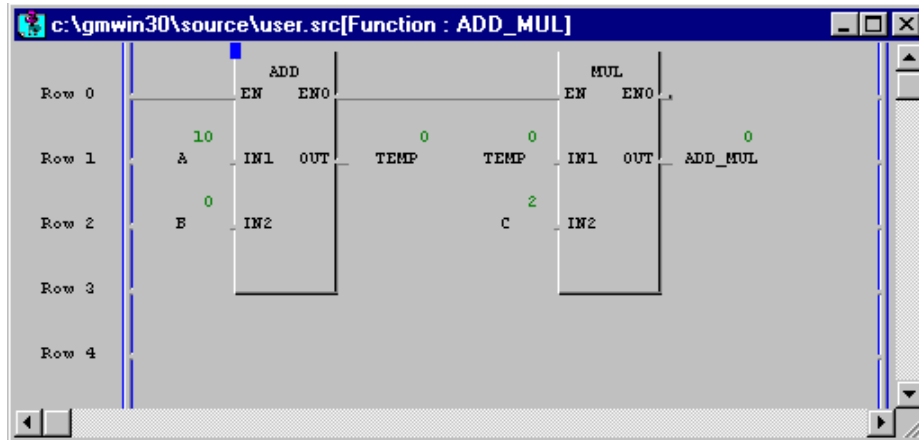 c:\gmwin30\source\user.src[Function : ADD_MUL]
ADD MUL
Row 0 EN ENO EN ENO
10 0 0 0
Row 1 A IN1 OUT TEMP TEMP IN1 OUT ADD_MUL
0 2
Row 2 B IN2 C IN2
Row 3
Row 4